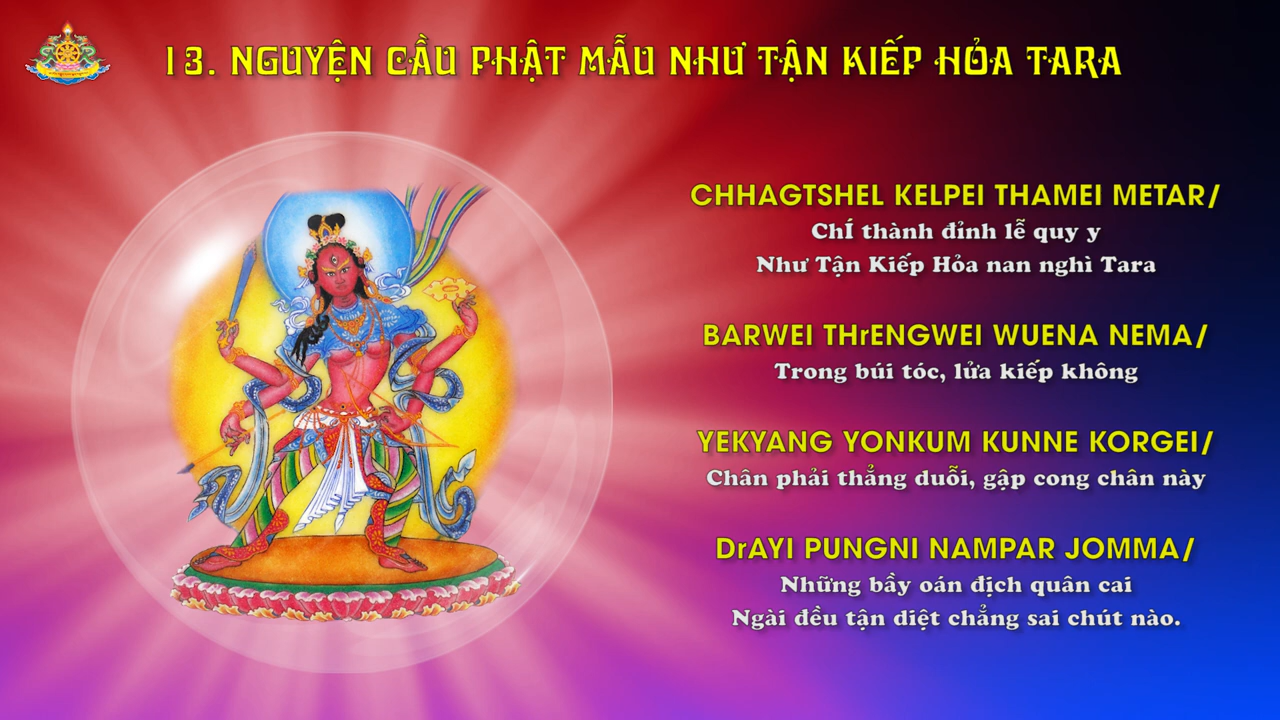 13. NGUYỆN CẦU PHẬT MẪU NHƯ TẬN KIẾP HỎA TARA
CHHAGTSHEL KELPEI THAMEI METAR/
ChÍ thành đỉnh lễ quy y
Như Tận Kiếp Hỏa nan nghì Tara
BARWEI THrENGWEI WUENA NEMA/
Trong búi tóc, lửa kiếp không
YEKYANG YONKUM KUNNE KORGEI/
Chân phải thẳng duỗi, gập cong chân này
DrAYI PUNGNI NAMPAR JOMMA/
Những bầy oán địch quân cai
Ngài đều tận diệt chẳng sai chút nào.